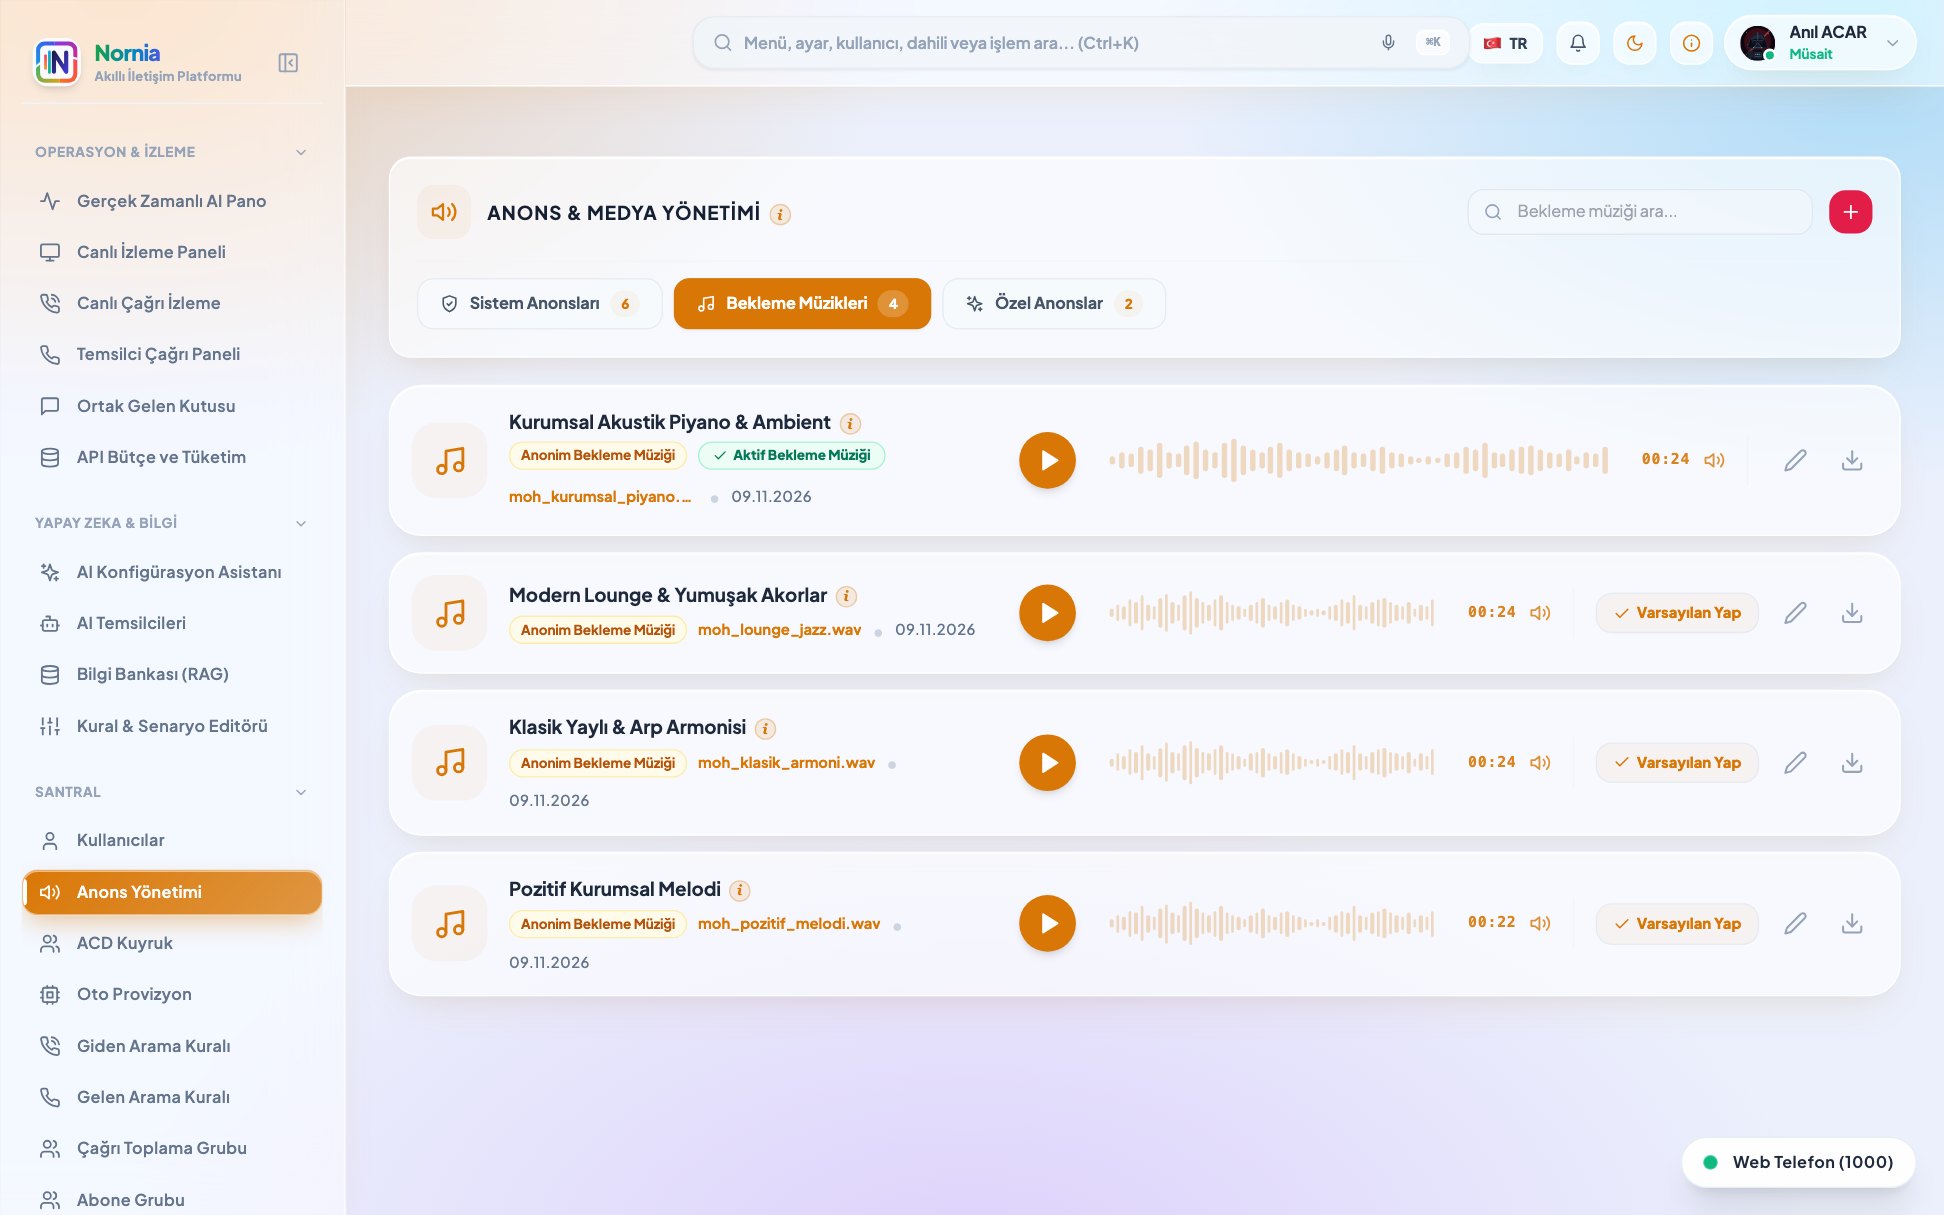 Nornia
Akıllı İletişim Platformu
Menü, ayar, kullanıcı, dahili veya işlem ara... (Ctrl+K)
⌘K
TR
Anıl ACAR
Müsait
OPERASYON & İZLEME
Gerçek Zamanlı AI Pano
Canlı İzleme Paneli
Canlı Çağrı İzleme
Temsilci Çağrı Paneli
Ortak Gelen Kutusu
API Bütçe ve Tüketim
YAPAY ZEKA & BİLGİ
AI Konfigürasyon Asistanı
AI Temsilcileri
Bilgi Bankası (RAG)
Kural & Senaryo Editörü
SANTRAL
Kullanıcılar
Anons Yönetimi
ACD Kuyruk
Oto Provizyon
Giden Arama Kuralı
Gelen Arama Kuralı
Çağrı Toplama Grubu
Abone Grubu
ANONS & MEDYA YÖNETİMİ i
Bekleme müziği ara...
Sistem Anonsları 6
Bekleme Müzikleri 4
Özel Anonslar 2
Kurumsal Akustik Piyano & Ambient i
Anonim Bekleme Müziği
Aktif Bekleme Müziği
moh_kurumsal_piyano.... 09.11.2026
00:24
Modern Lounge & Yumuşak Akorlar i
Anonim Bekleme Müziği moh_lounge_jazz.wav 09.11.2026
00:24
Varsayılan Yap
Klasik Yaylı & Arp Armonisi i
Anonim Bekleme Müziği moh_klasik_armoni.wav
09.11.2026
00:24
Varsayılan Yap
Pozitif Kurumsal Melodi i
Anonim Bekleme Müziği moh_pozitif_melodi.wav
09.11.2026
00:22
Varsayılan Yap
Web Telefon (1000)